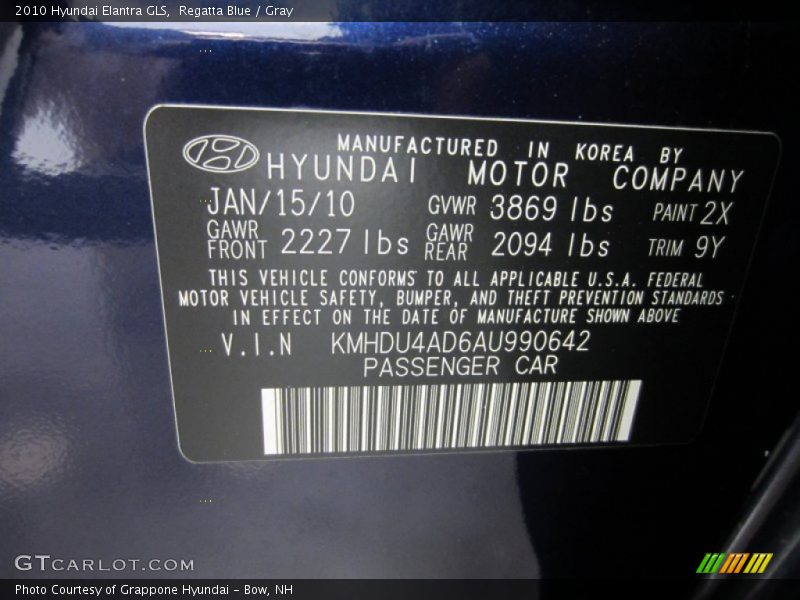 2010 Hyundai Elantra GLS,  Regatta Blue / Gray
MANUFACTURED IN KOREA BY
HYUNDAI MOTOR COMPANY
JAN/15/10 GVWR 3869 lbs PAINT 2X
GAWR FRONT 2227 lbs GAWR REAR 2094 lbs TRIM 9Y
THIS VEHICLE CONFORMS TO ALL APPLICABLE U.S.A. FEDERAL
MOTOR VEHICLE SAFETY, BUMPER, AND THEFT PREVENTION STANDARDS
IN EFFECT ON THE DATE OF MANUFACTURE SHOWN ABOVE
V.I.N KMHDU4AD6AU990642
PASSENGER CAR
GTCARLOT.COM
Photo Courtesy of Grappone Hyundai - Bow, NH